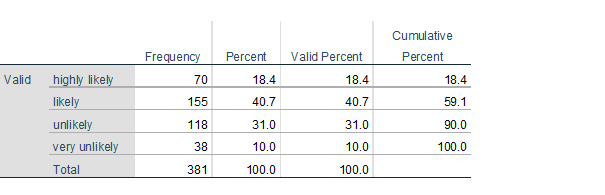 Cumulative
Frequency Percent Valid Percent Percent
Valid highly likely 70 18.4 18.4 18.4
likely 155 40.7 40.7 59.1
unlikely 118 31.0 31.0 90.0
very unlikely 38 10.0 10.0 100.0
Total 381 100.0 100.0